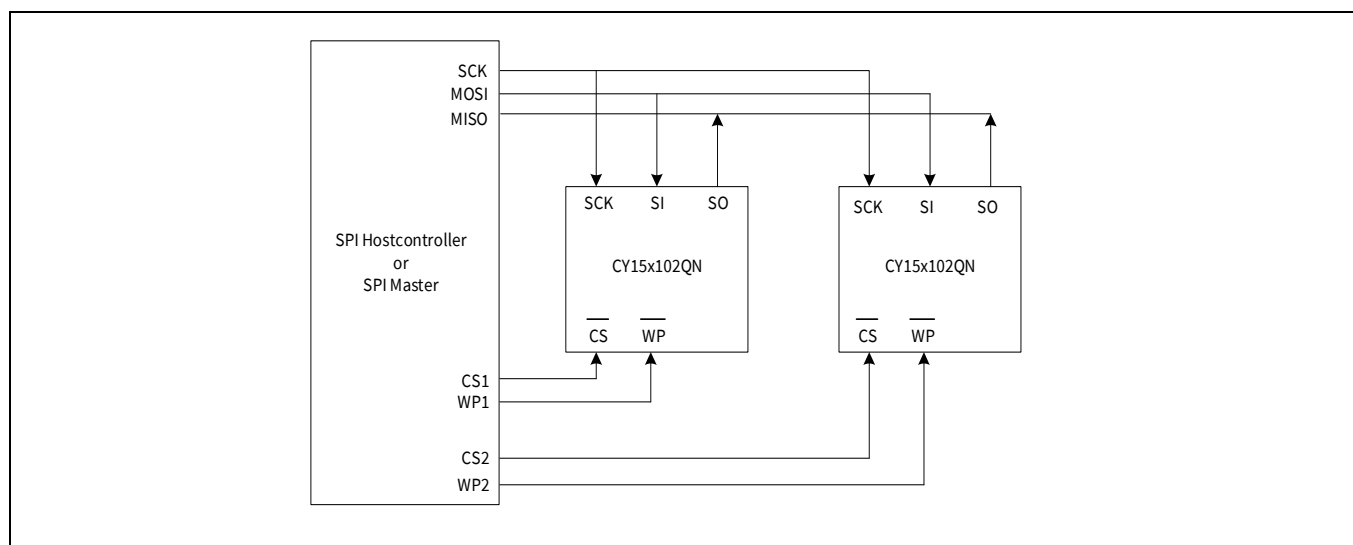 SCK
MOSI
MISO
SCK SI SO
SCK SI SO
SPI Hostcontroller
or
SPI Master
CY15x102QN
CY15x102QN
CS WP
CS WP
CS1
WP1
CS2
WP2